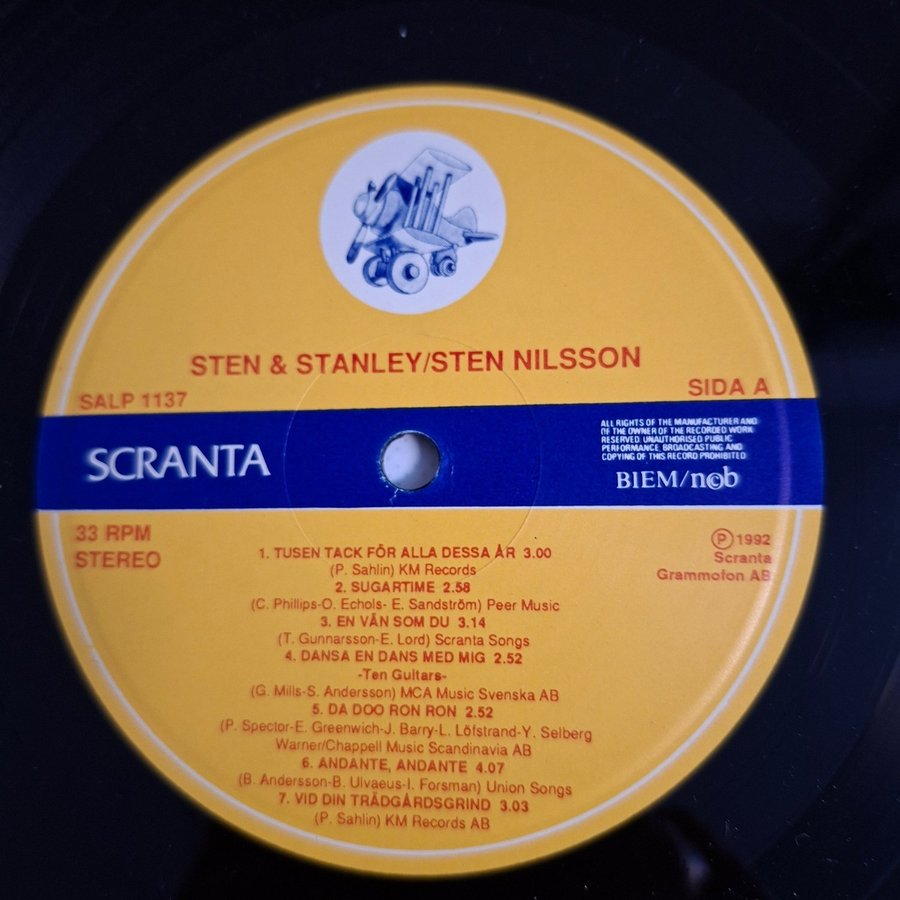 STEN & STANLEY/STEN NILSSON
SALP 1137
SIDA A
SCRANTA
ALL RIGHTS OF THE MANUFACTURER AND
OF THE OWNER OF THE RECORDED WORK
RESERVED. UNAUTHORISED PUBLIC
PERFORMANCE, BROADCASTING AND
COPYING OF THIS RECORD PROHIBITED
BIEM/n©b
33 RPM
STEREO
Ⓟ 1992
Scranta
Grammofon AB
1. TUSEN TACK FÖR ALLA DESSA ÅR 3.00
(P. Sahlin) KM Records
2. SUGARTIME 2.58
(C. Phillips-O. Echols- E. Sandström) Peer Music
3. EN VÄN SOM DU 3.14
(T. Gunnarsson-E. Lord) Scranta Songs
4. DANSA EN DANS MED MIG 2.52
-Ten Guitars-
(G. Mills-S. Andersson) MCA Music Svenska AB
5. DA DOO RON RON 2.52
(P. Spector-E. Greenwich-J. Barry-L. Löfstrand-Y. Selberg
Warner/Chappell Music Scandinavia AB
6. ANDANTE, ANDANTE 4.07
(B. Andersson-B. Ulvaeus-I. Forsman) Union Songs
7. VID DIN TRÄDGÅRDSGRIND 3.03
(P. Sahlin) KM Records AB